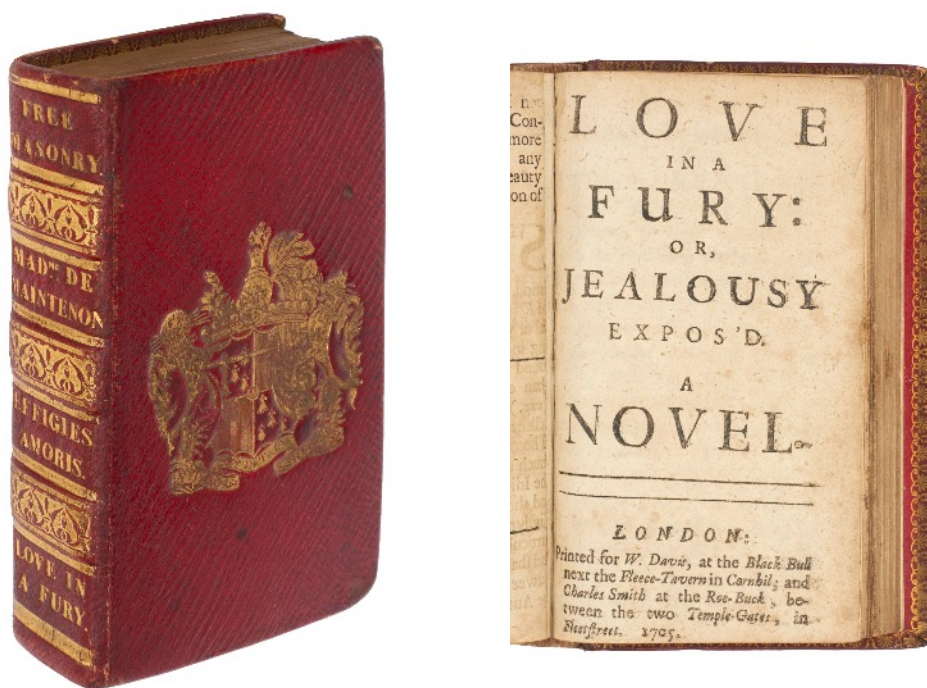 FREE
MASONRY
MADM. DE
MAINTENON
EFFIGIES
AMORIS.
LOVE IN
A FURY
Con-
more
any
eauty
on of
LOVE
IN A
FURY:
OR,
JEALOUSY
EXPOS'D.
A
NOVEL.
LONDON:
Printed for W. Davis, at the Black Bull
next the Fleece-Tavern in Cornhil; and
Charles Smith at the Roe-Buck, be-
tween the two Temple-Gates, in
Fleetstreet. 1705.